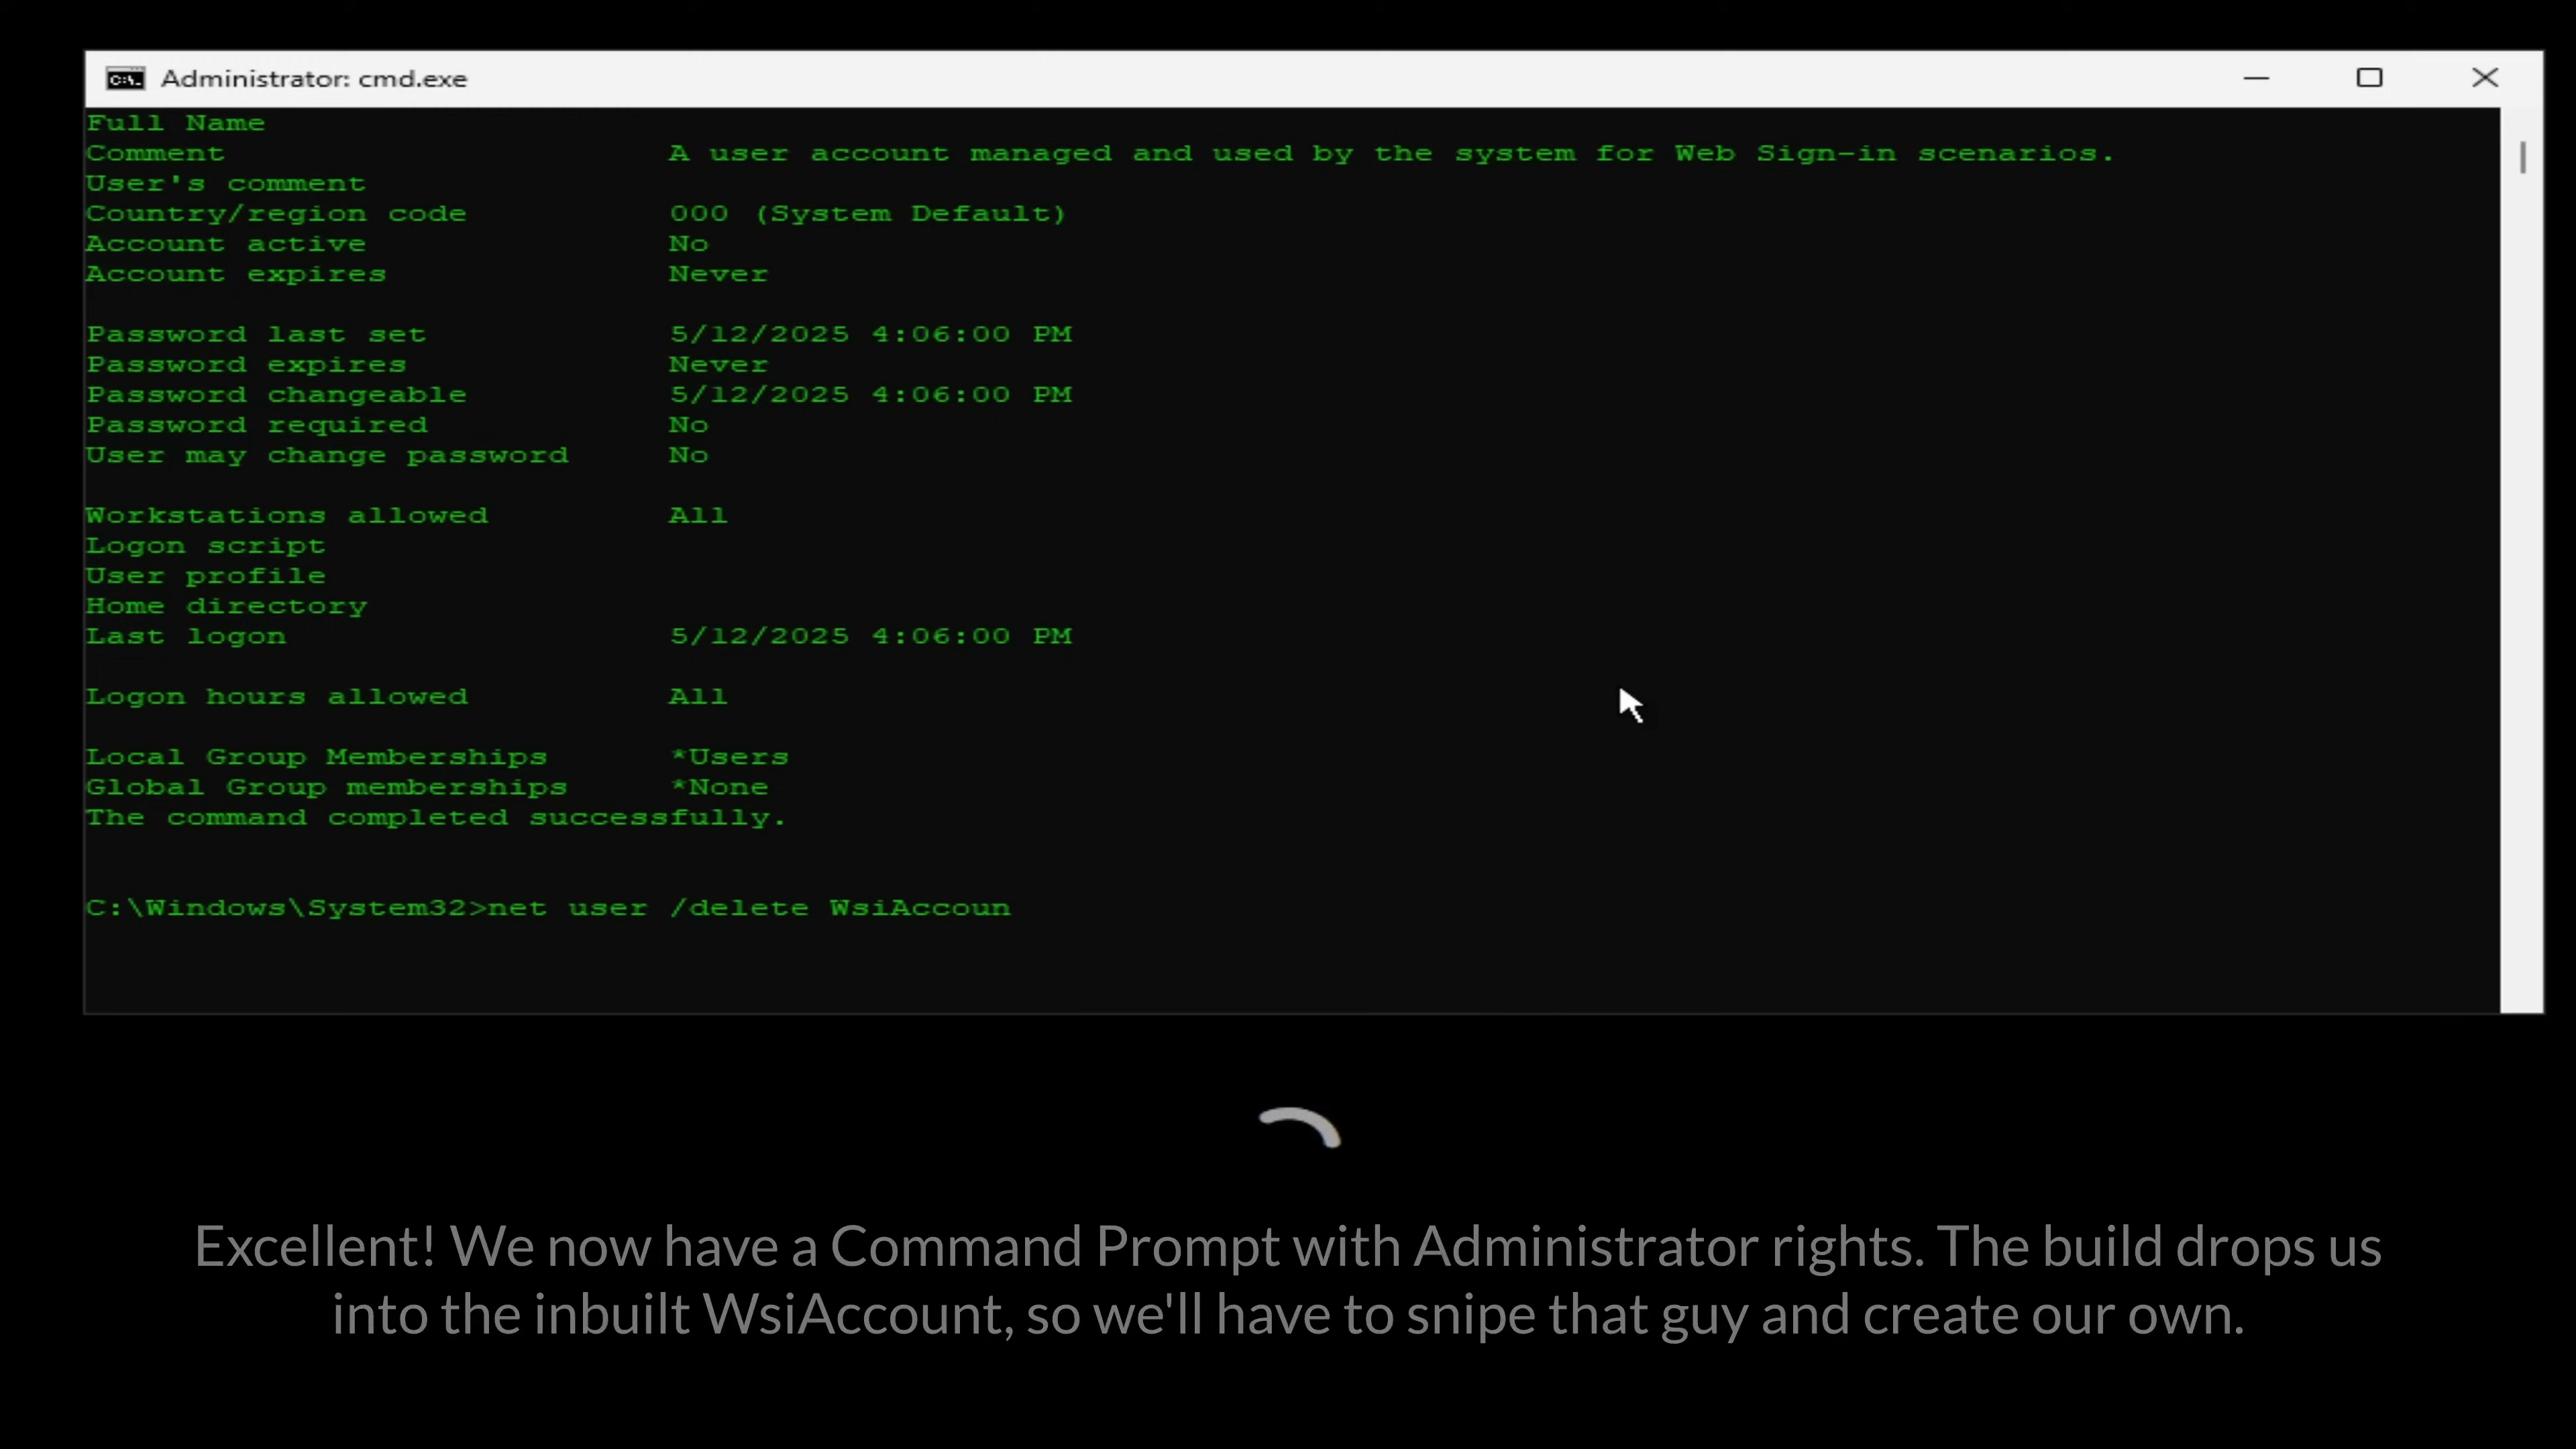 Administrator: cmd.exe
Full Name
Comment A user account managed and used by the system for Web Sign-in scenarios.
User's comment
Country/region code 000 (System Default)
Account active No
Account expires Never
Password last set 5/12/2025 4:06:00 PM
Password expires Never
Password changeable 5/12/2025 4:06:00 PM
Password required No
User may change password No
Workstations allowed All
Logon script
User profile
Home directory
Last logon 5/12/2025 4:06:00 PM
Logon hours allowed All
Local Group Memberships *Users
Global Group memberships *None
The command completed successfully.
C:\Windows\System32>net user /delete WsiAccoun
Excellent! We now have a Command Prompt with Administrator rights. The build drops us
into the inbuilt WsiAccount, so we'll have to snipe that guy and create our own.